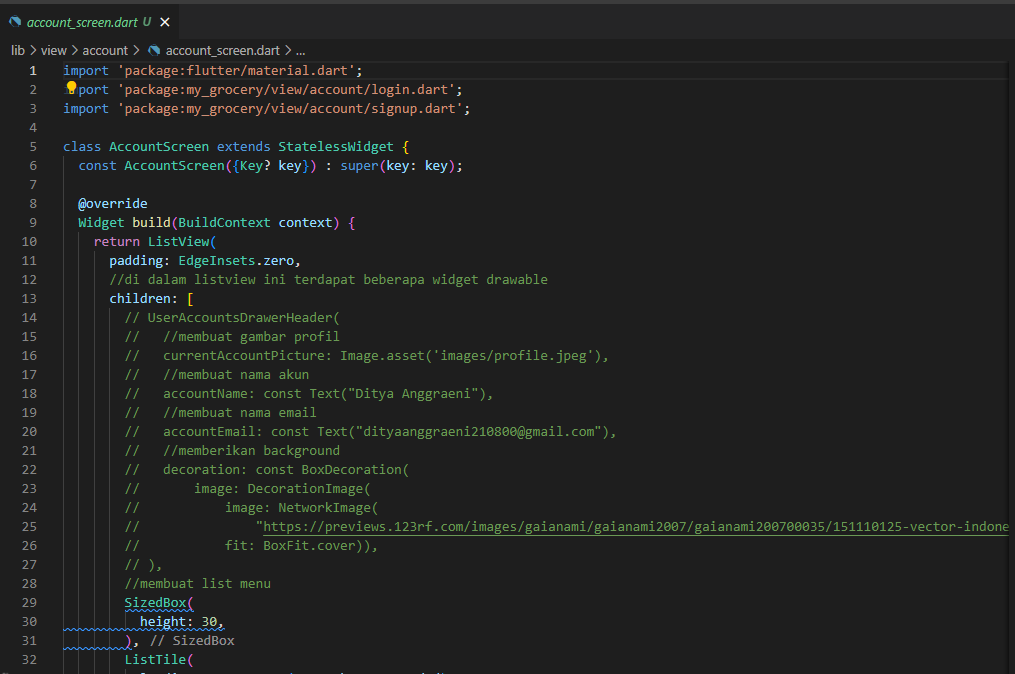 account_screen.dart U ×
lib > view > account > account_screen.dart > ...
1 import 'package:flutter/material.dart';
2 port 'package:my_grocery/view/account/login.dart';
3 import 'package:my_grocery/view/account/signup.dart';
4
5 class AccountScreen extends StatelessWidget {
6 const AccountScreen({Key? key}) : super(key: key);
7
8 @override
9 Widget build(BuildContext context) {
10 return ListView(
11 padding: EdgeInsets.zero,
12 //di dalam listview ini terdapat beberapa widget drawable
13 children: [
14 // UserAccountsDrawerHeader(
15 // //membuat gambar profil
16 // currentAccountPicture: Image.asset('images/profile.jpeg'),
17 // //membuat nama akun
18 // accountName: const Text("Ditya Anggraeni"),
19 // //membuat nama email
20 // accountEmail: const Text("dityaanggraeni210800@gmail.com"),
21 // //memberikan background
22 // decoration: const BoxDecoration(
23 // image: DecorationImage(
24 // image: NetworkImage(
25 // "https://previews.123rf.com/images/gaianami/gaianami2007/gaianami200700035/151110125-vector-indone
26 // fit: BoxFit.cover)),
27 // ),
28 //membuat list menu
29 SizedBox(
30 height: 30,
31 ), // SizedBox
32 ListTile(